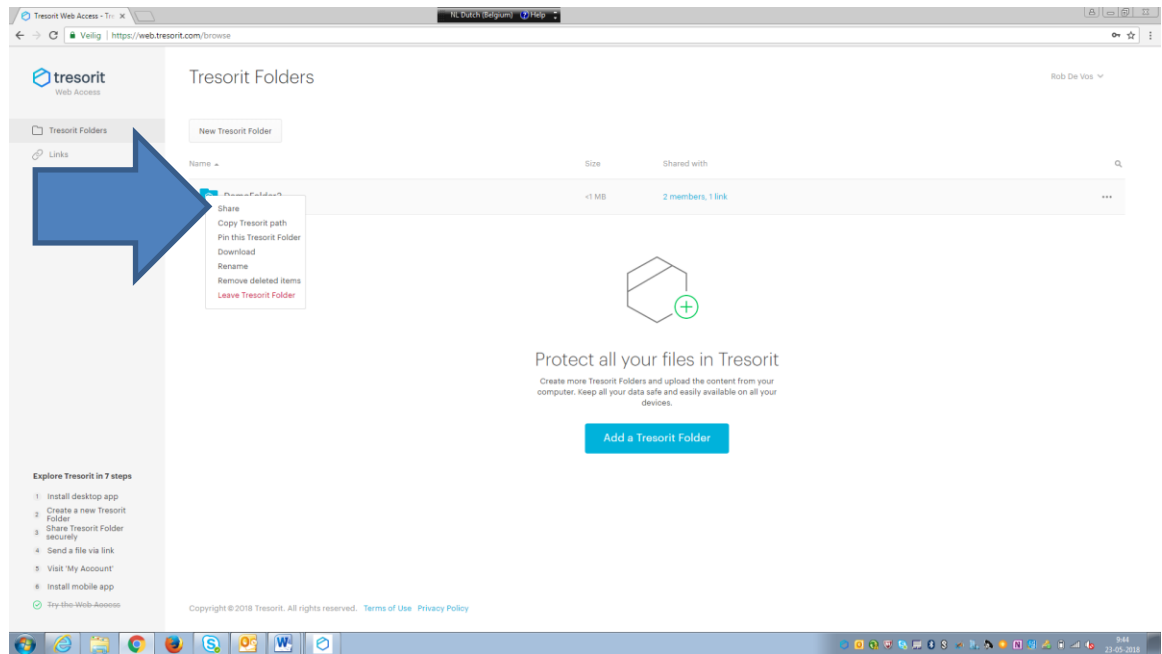 Tresorit Web Access - Tre
NL Dutch (Belgium) Help
Veilig | https://web.tresorit.com/browse
tresorit
Web Access
Tresorit Folders
Rob De Vos
Tresorit Folders
New Tresorit Folder
Links
Name
Size
Shared with
DemoFolder2
<1 MB
2 members, 1 link
Share
Copy Tresorit path
Pin this Tresorit Folder
Download
Rename
Remove deleted items
Leave Tresorit Folder
Protect all your files in Tresorit
Create more Tresorit Folders and upload the content from your
computer. Keep all your data safe and easily available on all your
devices.
Add a Tresorit Folder
Explore Tresorit in 7 steps
1 Install desktop app
2 Create a new Tresorit
Folder
3 Share Tresorit Folder
securely
4 Send a file via link
5 Visit 'My Account'
6 Install mobile app
Try the Web Access
Copyright © 2018 Tresorit. All rights reserved. Terms of Use Privacy Policy
9:44
23-05-2018